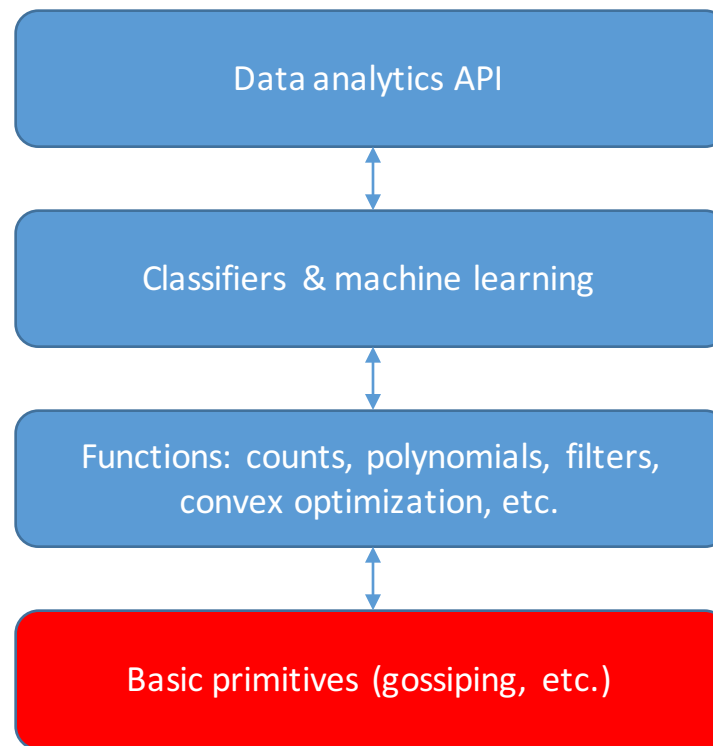 Data analytics API
Classifiers & machine learning
Functions: counts, polynomials, filters,
convex optimization, etc.
Basic primitives (gossiping, etc.)